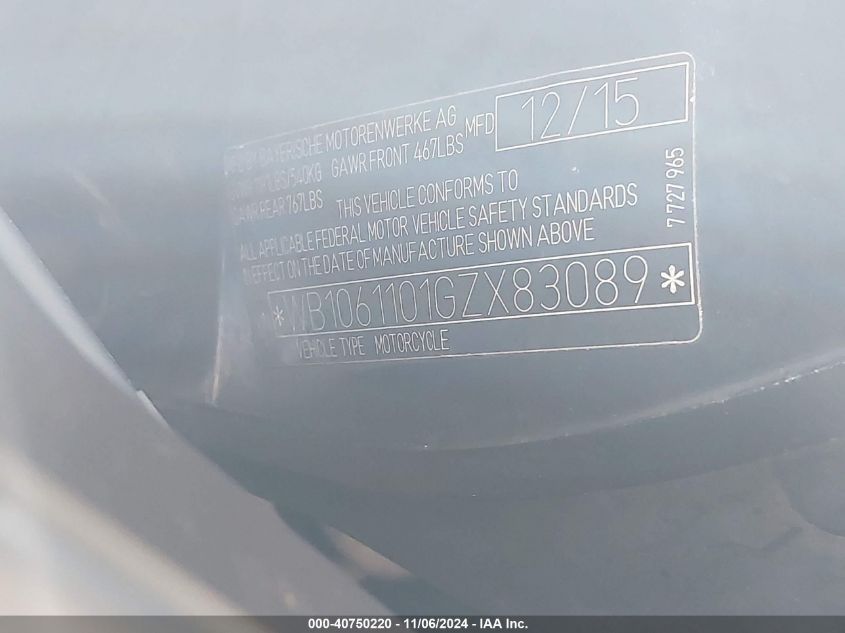 BAYERISCHE MOTORENWERKE AG MFD 12/15
LBS/540KG GAWR FRONT 467LBS
GAWR REAR 767LBS THIS VEHICLE CONFORMS TO
ALL APPLICABLE FEDERAL MOTOR VEHICLE SAFETY STANDARDS
IN EFFECT ON THE DATE OF MANUFACTURE SHOWN ABOVE
7727965
*WB1061101GZX83089*
VEHICLE TYPE MOTORCYCLE
000-40750220 - 11/06/2024 - IAA Inc.